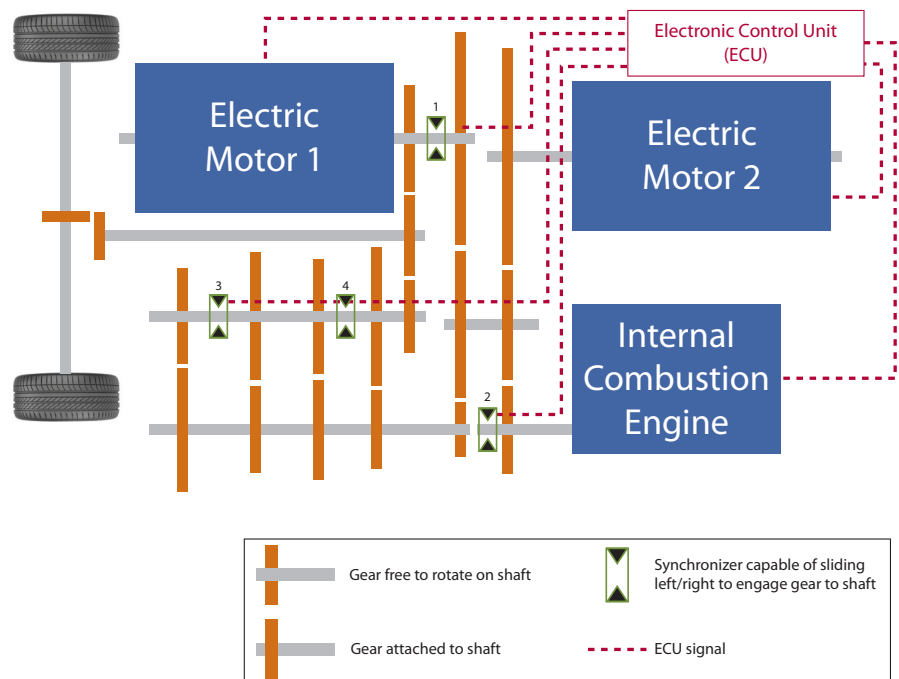 Electronic Control Unit
(ECU)
Electric
Motor 1
1
Electric
Motor 2
3
4
Internal
Combustion
Engine
2
Gear free to rotate on shaft
Synchronizer capable of sliding
left/right to engage gear to shaft
Gear attached to shaft
ECU signal